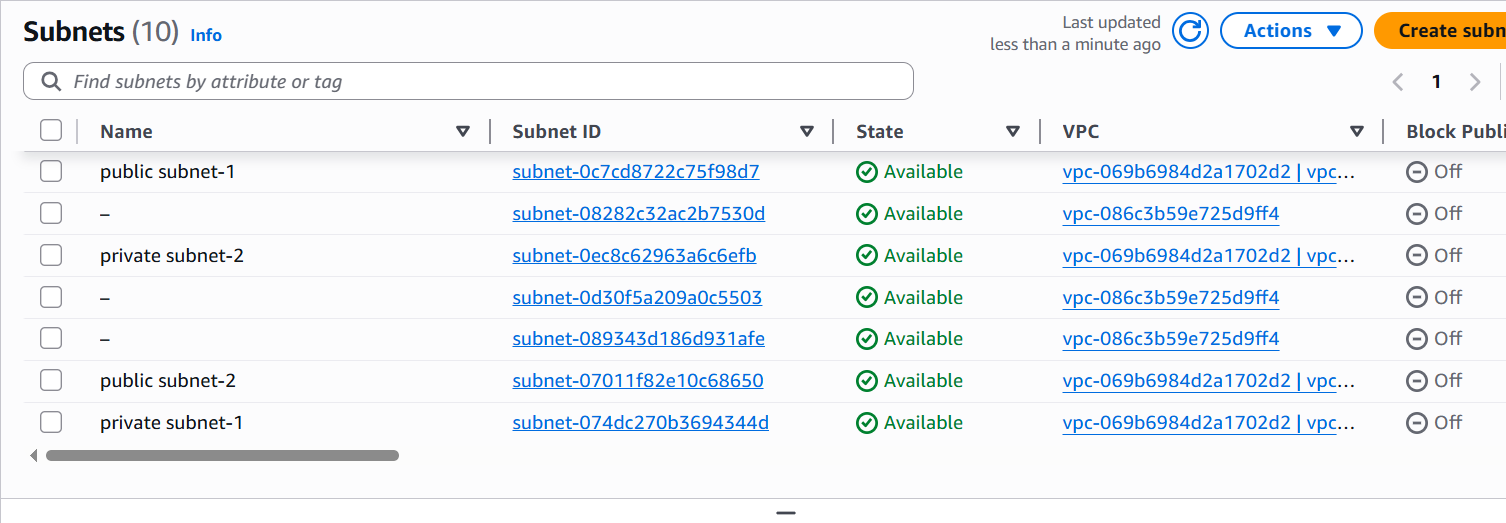 Subnets (10) Info
Last updated
less than a minute ago
Actions
Create subn
Find subnets by attribute or tag
1
Name Subnet ID State VPC Block Publi
public subnet-1 subnet-0c7cd8722c75f98d7 Available vpc-069b6984d2a1702d2 | vpc... Off
– subnet-08282c32ac2b7530d Available vpc-086c3b59e725d9ff4 Off
private subnet-2 subnet-0ec8c62963a6c6efb Available vpc-069b6984d2a1702d2 | vpc... Off
– subnet-0d30f5a209a0c5503 Available vpc-086c3b59e725d9ff4 Off
– subnet-089343d186d931afe Available vpc-086c3b59e725d9ff4 Off
public subnet-2 subnet-07011f82e10c68650 Available vpc-069b6984d2a1702d2 | vpc... Off
private subnet-1 subnet-074dc270b3694344d Available vpc-069b6984d2a1702d2 | vpc... Off